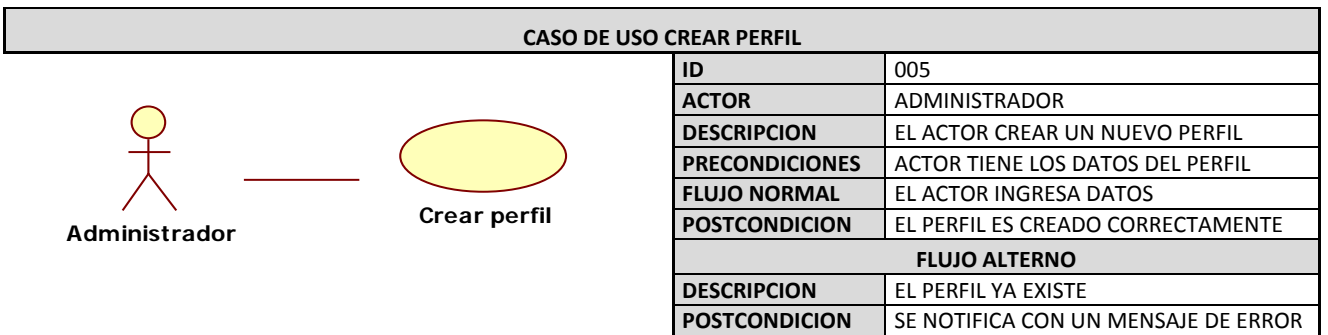 CASO DE USO CREAR PERFIL
Administrador
Crear perfil
ID 005
ACTOR ADMINISTRADOR
DESCRIPCION EL ACTOR CREAR UN NUEVO PERFIL
PRECONDICIONES ACTOR TIENE LOS DATOS DEL PERFIL
FLUJO NORMAL EL ACTOR INGRESA DATOS
POSTCONDICION EL PERFIL ES CREADO CORRECTAMENTE
FLUJO ALTERNO
DESCRIPCION EL PERFIL YA EXISTE
POSTCONDICION SE NOTIFICA CON UN MENSAJE DE ERROR